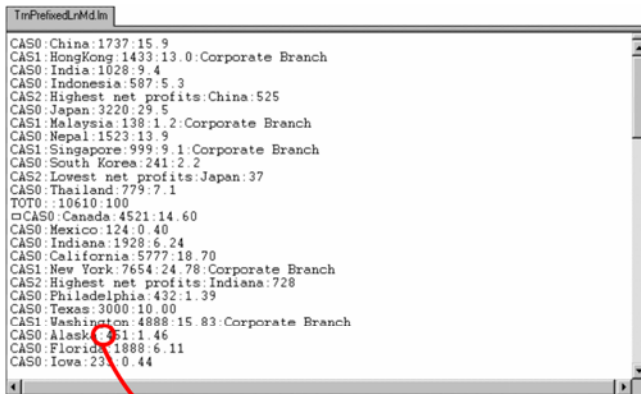 TrnPrefixedLnMd.lm
CAS0:China:1737:15.9
CAS1:HongKong:1433:13.0:Corporate Branch
CAS0:India:1028:9.4
CAS0:Indonesia:587:5.3
CAS2:Highest net profits:China:525
CAS0:Japan:3220:29.5
CAS1:Malaysia:138:1.2:Corporate Branch
CAS0:Nepal:1523:13.9
CAS1:Singapore:999:9.1:Corporate Branch
CAS0:South Korea:241:2.2
CAS2:Lowest net profits:Japan:37
CAS0:Thailand:779:7.1
TOT0::10610:100
CAS0:Canada:4521:14.60
CAS0:Mexico:124:0.40
CAS0:Indiana:1928:6.24
CAS0:California:5777:18.70
CAS1:New York:7654:24.78:Corporate Branch
CAS2:Highest net profits:Indiana:728
CAS0:Philadelphia:432:1.39
CAS0:Texas:3000:10.00
CAS1:Washington:4888:15.83:Corporate Branch
CAS0:Alaska:451:1.46
CAS0:Florida:1888:6.11
CAS0:Iowa:233:0.44